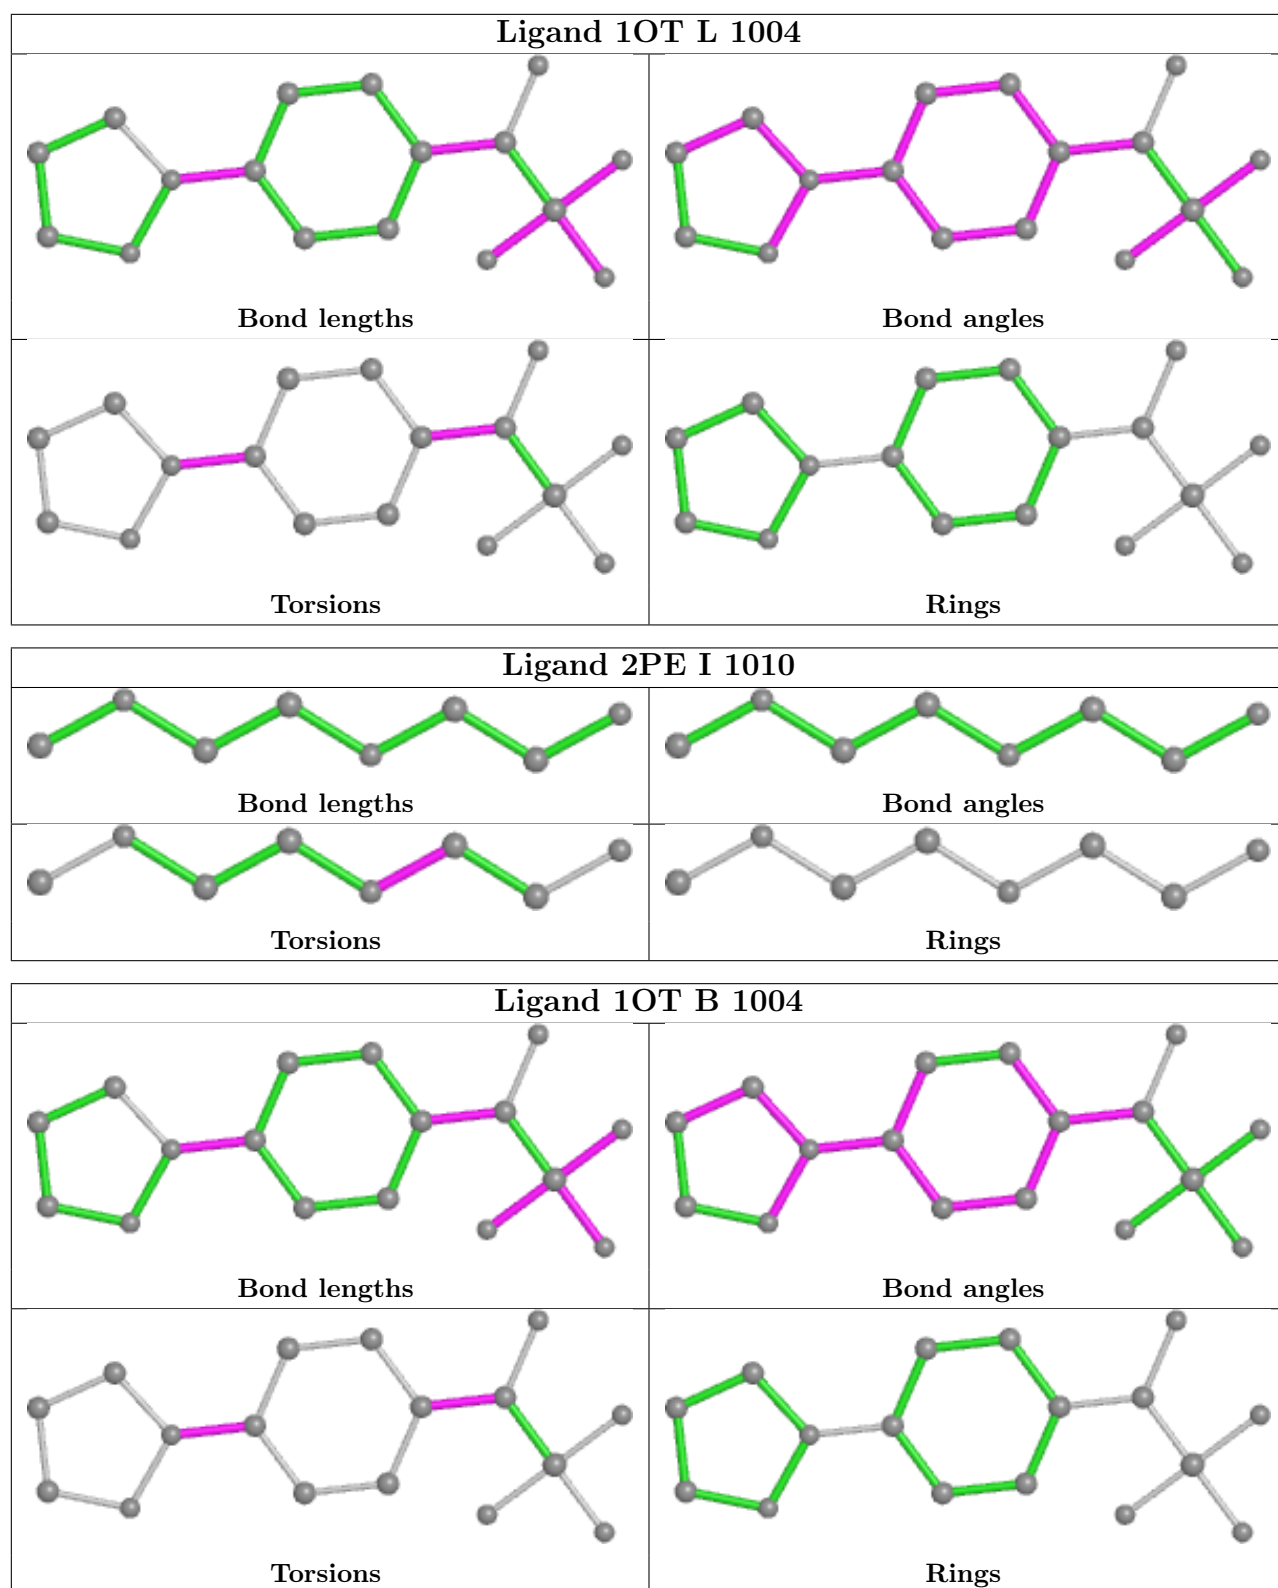 Ligand 1OT L 1004
Bond lengths
Bond angles
Torsions
Rings
Ligand 2PE I 1010
Bond lengths
Bond angles
Torsions
Rings
Ligand 1OT B 1004
Bond lengths
Bond angles
Torsions
Rings